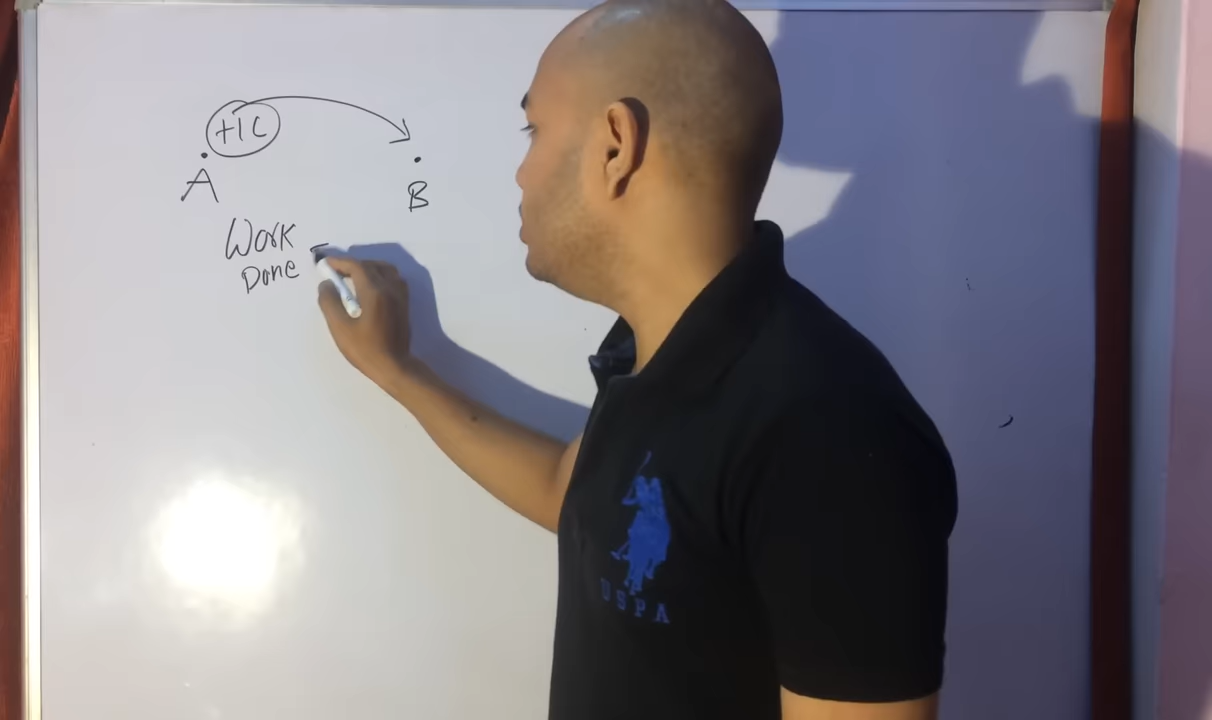 +1C
A
B
Work
Done =
USPA